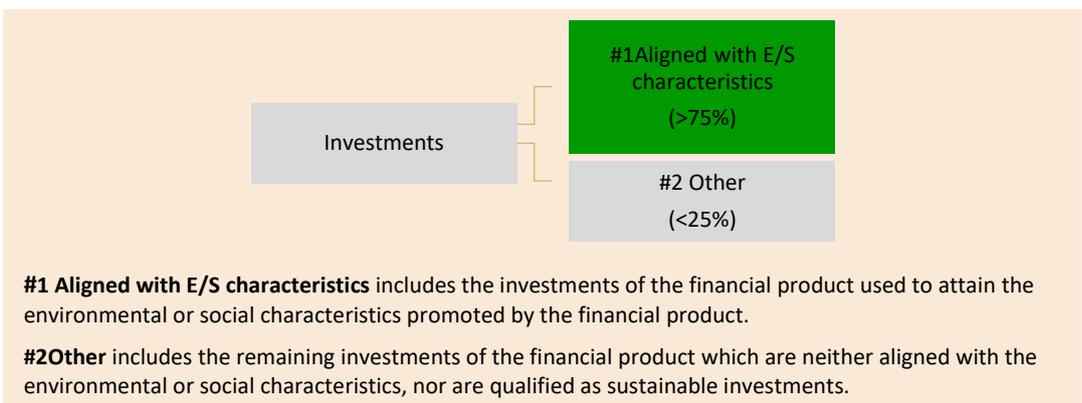 #1Aligned with E/S
characteristics
(>75%)
Investments
#2 Other
(<25%)
#1 Aligned with E/S characteristics includes the investments of the financial product used to attain the
environmental or social characteristics promoted by the financial product.
#2Other includes the remaining investments of the financial product which are neither aligned with the
environmental or social characteristics, nor are qualified as sustainable investments.